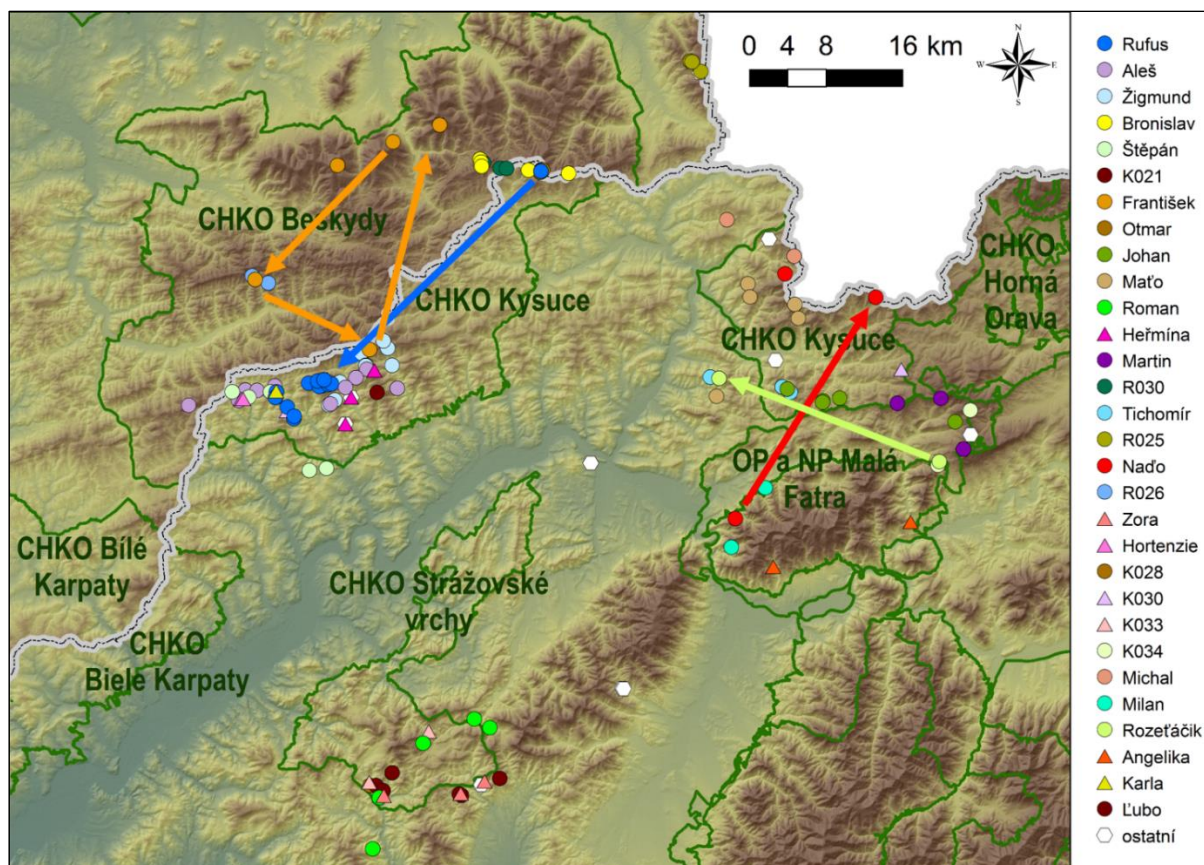 0 4 8 16 km
N
W E
S
CHKO Beskydy
CHKO Kysuce
CHKO
Horná
Orava
CHKO Kysuce
OP a NP Malá
Fatra
CHKO Bílé
Karpaty
CHKO Strážovské
vrchy
CHKO
Biele Karpaty
Rufus
Aleš
Žigmund
Bronislav
Štěpán
K021
František
Otmar
Johan
Maťo
Roman
Heřmína
Martin
R030
Tichomír
R025
Naďo
R026
Zora
Hortenzie
K028
K030
K033
K034
Michal
Milan
Rozeťáčik
Angelika
Karla
Ľubo
ostatní